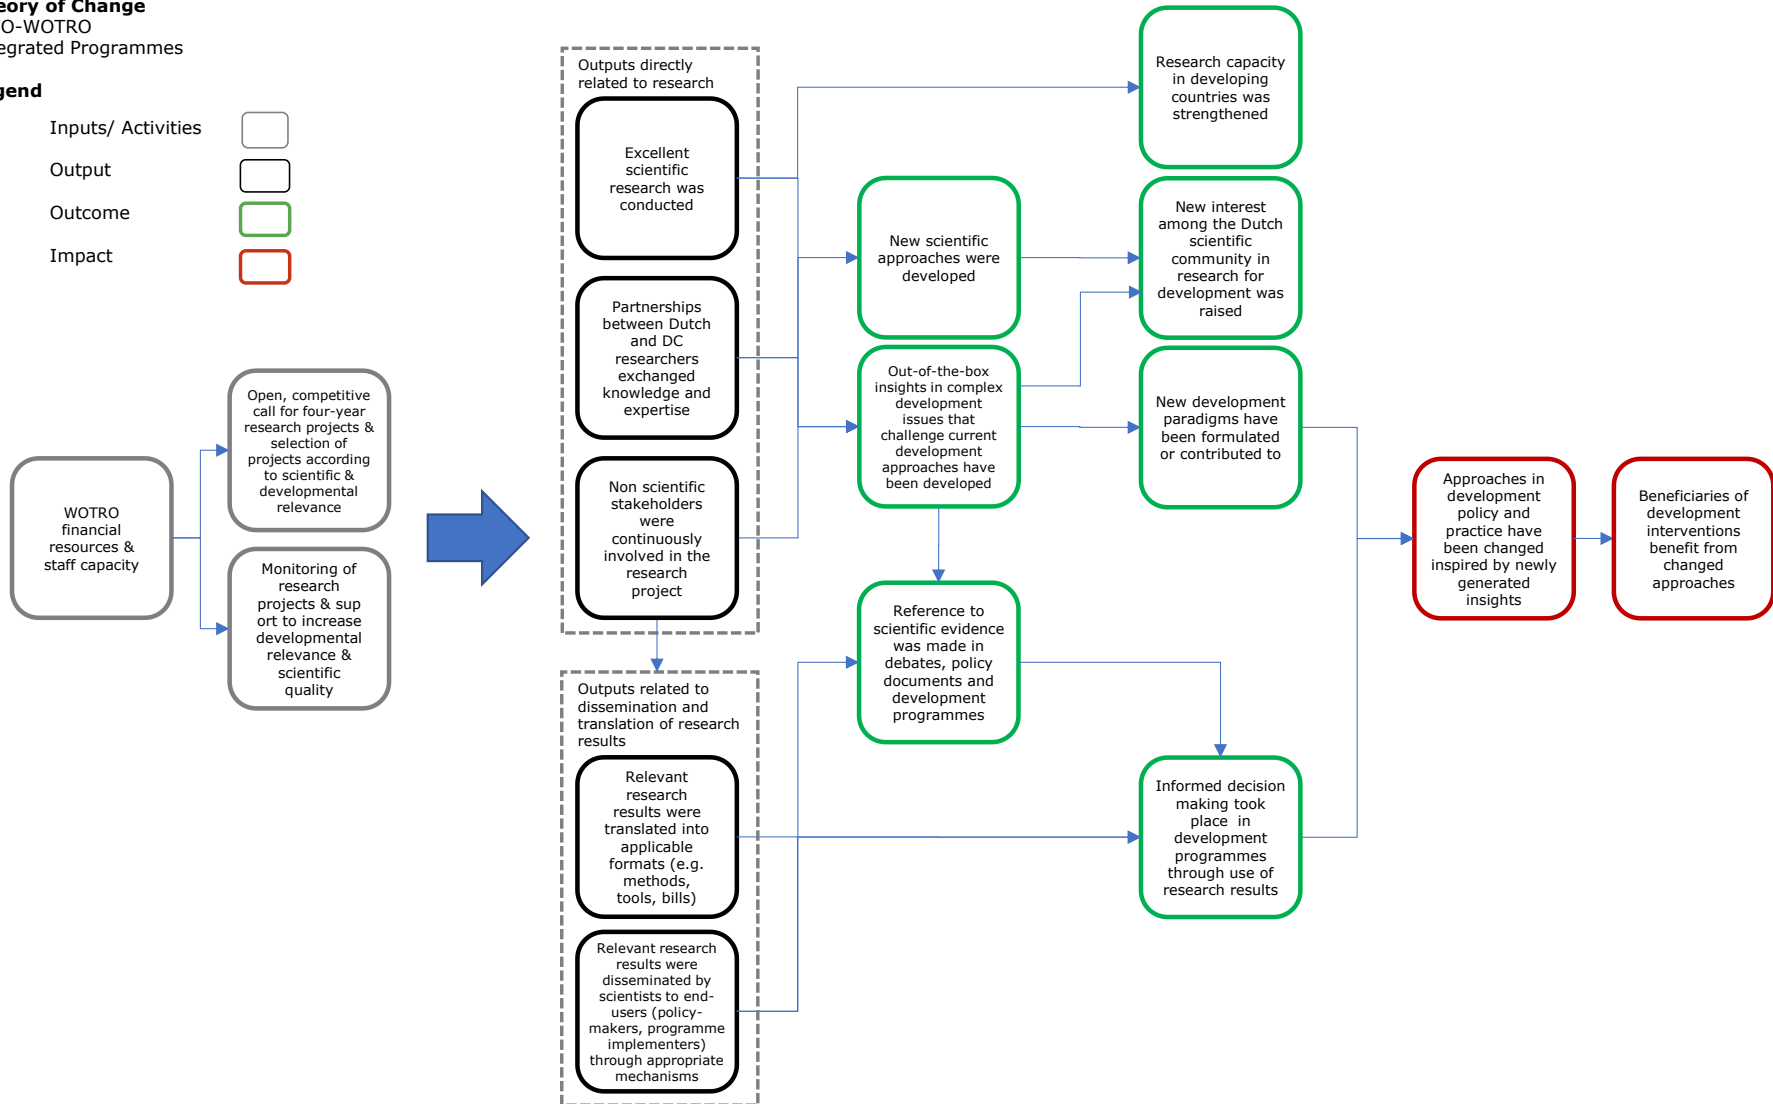 eory of Change
O-WOTRO
egrated Programmes
gend
Inputs/ Activities
Output
Outcome
Impact
WOTRO
financial
resources &
staff capacity
Open, competitive
call for four-year
research projects &
selection of
projects according
to scientific &
developmental
relevance
Monitoring of
research
projects & sup
ort to increase
developmental
relevance &
scientific
quality
Outputs directly
related to research
Excellent
scientific
research was
conducted
Partnerships
between Dutch
and DC
researchers
exchanged
knowledge and
expertise
Non scientific
stakeholders
were
continuously
involved in the
research
project
Outputs related to
dissemination and
translation of research
results
Relevant
research
results were
translated into
applicable
formats (e.g.
methods,
tools, bills)
Relevant research
results were
disseminated by
scientists to end-
users (policy-
makers, programme
implementers)
through appropriate
mechanisms
New scientific
approaches were
developed
Out-of-the-box
insights in complex
development
issues that
challenge current
development
approaches have
been developed
Reference to
scientific evidence
was made in
debates, policy
documents and
development
programmes
Research capacity
in developing
countries was
strengthened
New interest
among the Dutch
scientific
community in
research for
development was
raised
New development
paradigms have
been formulated
or contributed to
Informed decision
making took
place in
development
programmes
through use of
research results
Approaches in
development
policy and
practice have
been changed
inspired by newly
generated
insights
Beneficiaries of
development
interventions
benefit from
changed
approaches